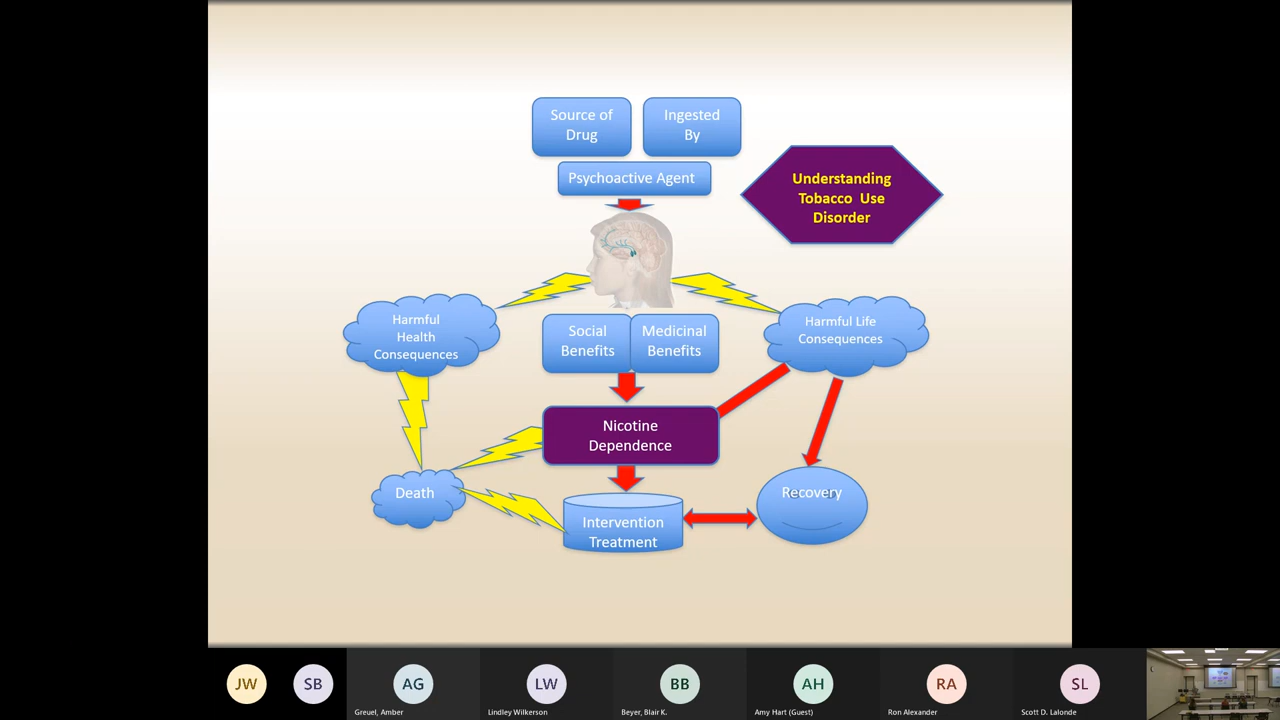 Source of
Drug
Ingested
By
Psychoactive Agent
Understanding
Tobacco Use
Disorder
Harmful
Health
Consequences
Social
Benefits
Medicinal
Benefits
Harmful Life
Consequences
Nicotine
Dependence
Death
Intervention
Treatment
Recovery
JW
SB
AG
LW
BB
AH
RA
SL
Greuel, Amber
Lindley Wilkerson
Beyer, Blair K.
Amy Hart (Guest)
Ron Alexander
Scott D. Lalonde